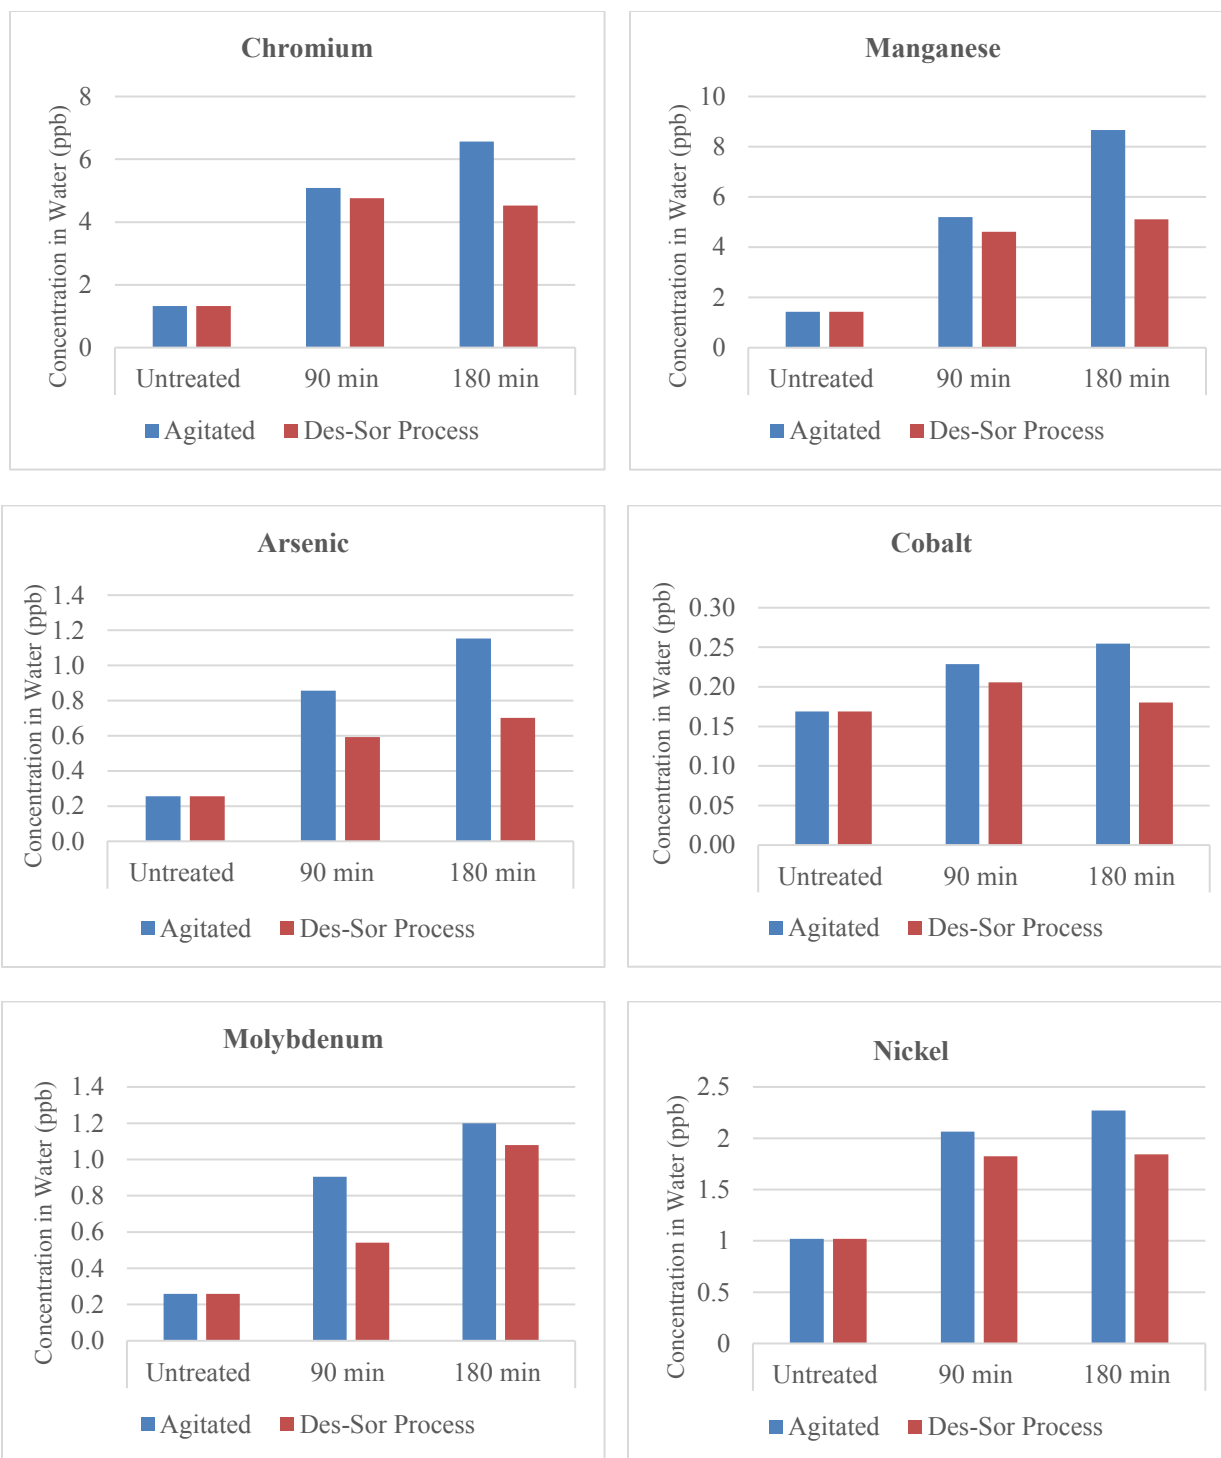 Chromium
Concentration in Water (ppb)
8
6
4
2
0
Untreated 90 min 180 min
Agitated Des-Sor Process
Manganese
Concentration in Water (ppb)
10
8
6
4
2
0
Untreated 90 min 180 min
Agitated Des-Sor Process
Arsenic
Concentration in Water (ppb)
1.4
1.2
1.0
0.8
0.6
0.4
0.2
0.0
Untreated 90 min 180 min
Agitated Des-Sor Process
Cobalt
Concentration in Water (ppb)
0.30
0.25
0.20
0.15
0.10
0.05
0.00
Untreated 90 min 180 min
Agitated Des-Sor Process
Molybdenum
Concentration in Water (ppb)
1.4
1.2
1.0
0.8
0.6
0.4
0.2
0.0
Untreated 90 min 180 min
Agitated Des-Sor Process
Nickel
Concentration in Water (ppb)
2.5
2
1.5
1
0.5
0
Untreated 90 min 180 min
Agitated Des-Sor Process